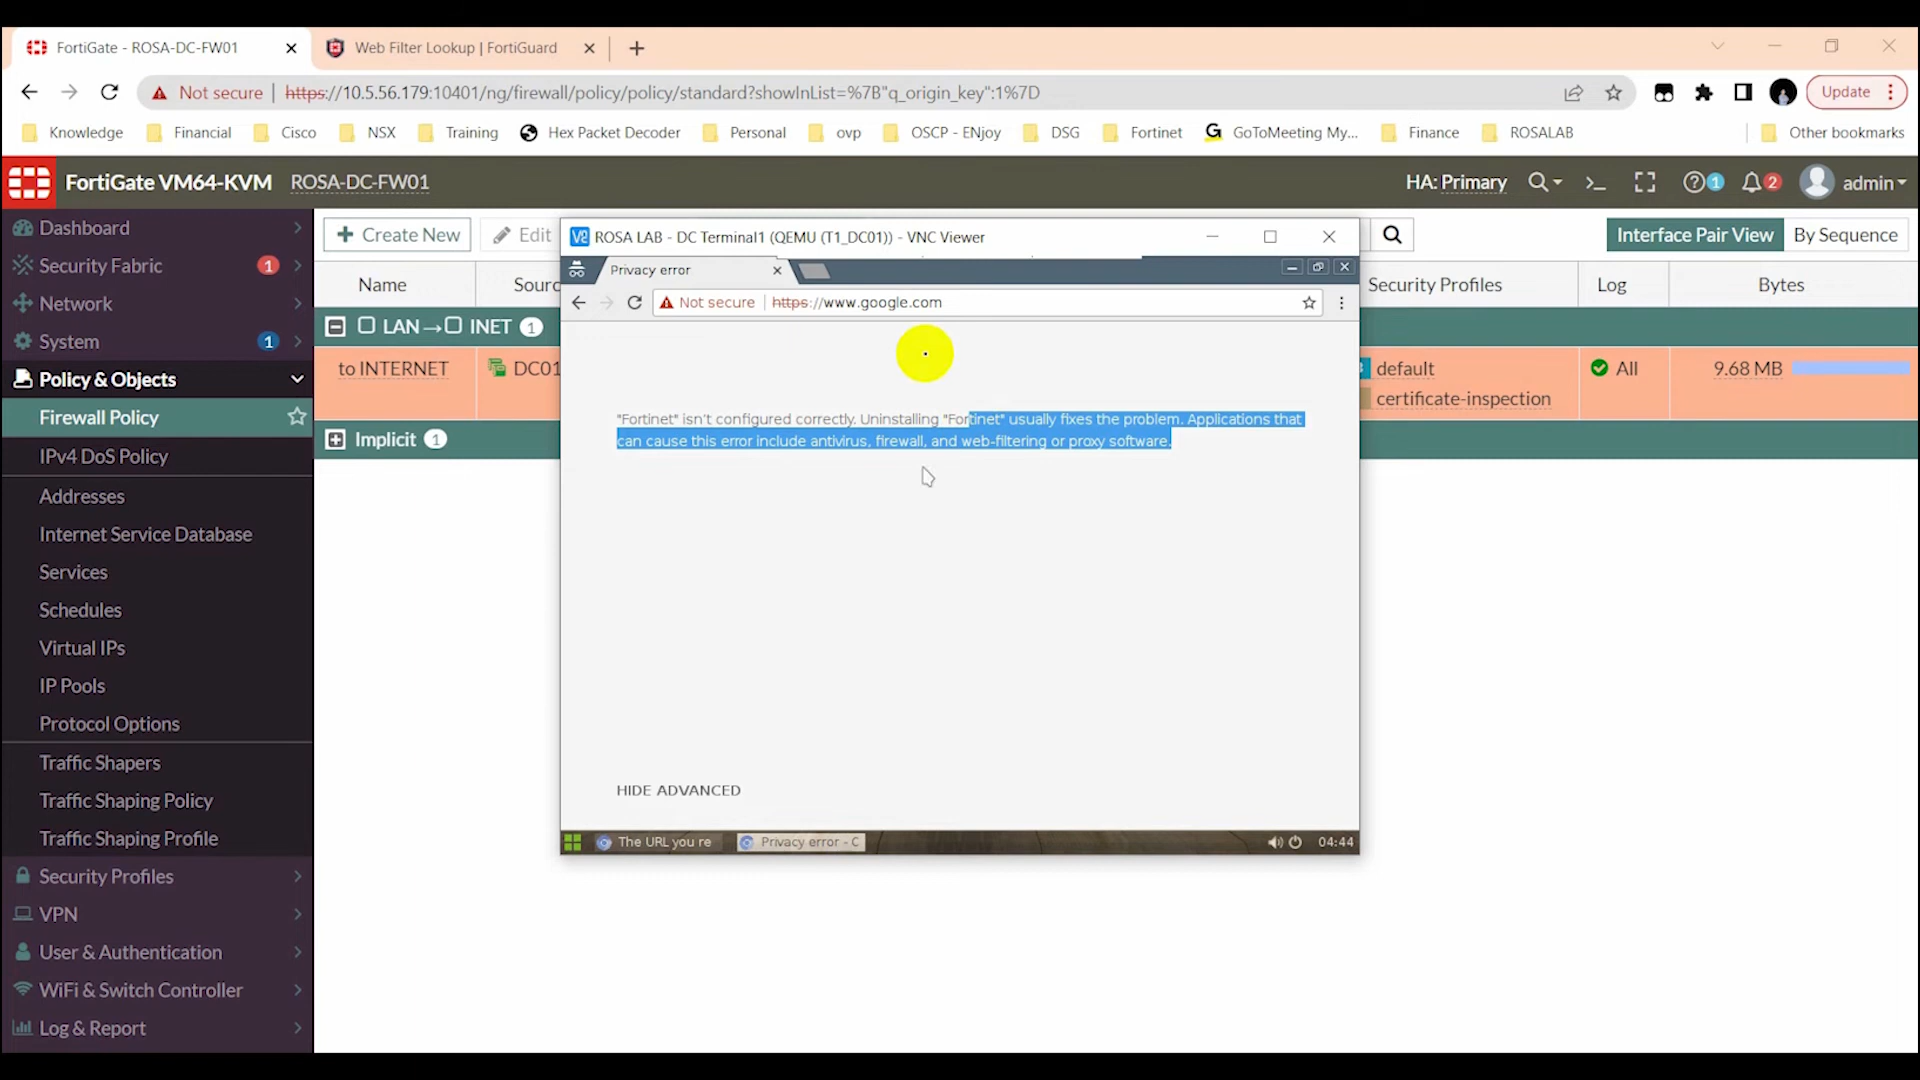 FortiGate - ROSA-DC-FW01
Web Filter Lookup | FortiGuard
Not secure | https://10.5.56.179:10401/ng/firewall/policy/policy/standard?showInList=%7B"q_origin_key":1%7D
Update
Knowledge
Financial
Cisco
NSX
Training
Hex Packet Decoder
Personal
ovp
OSCP - ENjoy
DSG
Fortinet
GoToMeeting My...
Finance
ROSALAB
Other bookmarks
FortiGate VM64-KVM
ROSA-DC-FW01
HA: Primary
1
2
admin
Dashboard
Security Fabric
1
Network
System
1
Policy & Objects
Firewall Policy
IPv4 DoS Policy
Addresses
Internet Service Database
Services
Schedules
Virtual IPs
IP Pools
Protocol Options
Traffic Shapers
Traffic Shaping Policy
Traffic Shaping Profile
Security Profiles
VPN
User & Authentication
WiFi & Switch Controller
Log & Report
Create New
Edit
Interface Pair View
By Sequence
Name
Sourc
Security Profiles
Log
Bytes
LAN → INET 1
to INTERNET
DC01
default
certificate-inspection
All
9.68 MB
Implicit 1
ROSA LAB - DC Terminal1 (QEMU (T1_DC01)) - VNC Viewer
Privacy error
Not secure | https://www.google.com
"Fortinet" isn't configured correctly. Uninstalling "Fortinet" usually fixes the problem. Applications that
can cause this error include antivirus, firewall, and web-filtering or proxy software.
HIDE ADVANCED
The URL you re
Privacy error - C
04:44